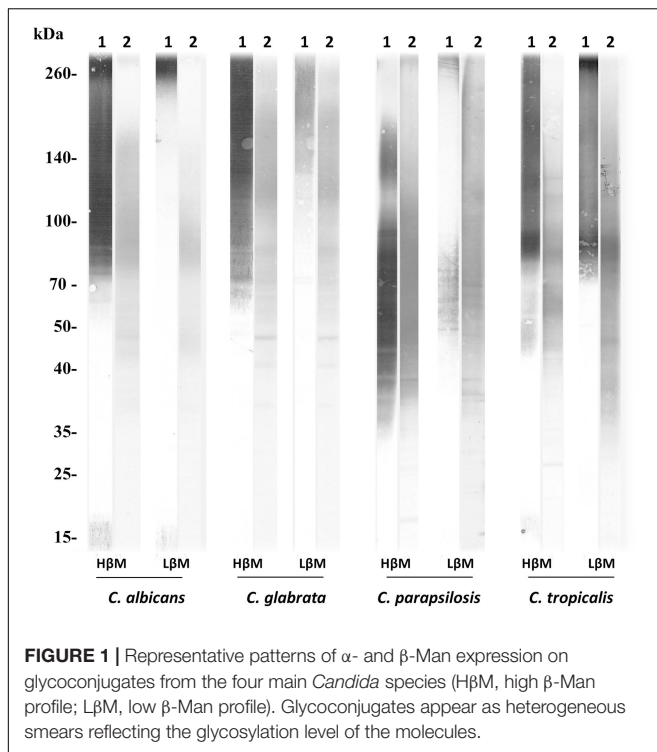 kDa
1 2 1 2 1 2 1 2 1 2 1 2 1 2 1 2
260-
140-
100-
70 -
50-
40-
35-
25-
15-
HβM LβM HβM LβM HβM LβM HβM LβM
C. albicans C. glabrata C. parapsilosis C. tropicalis
FIGURE 1 | Representative patterns of α- and β-Man expression on
glycoconjugates from the four main Candida species (HβM, high β-Man
profile; LβM, low β-Man profile). Glycoconjugates appear as heterogeneous
smears reflecting the glycosylation level of the molecules.